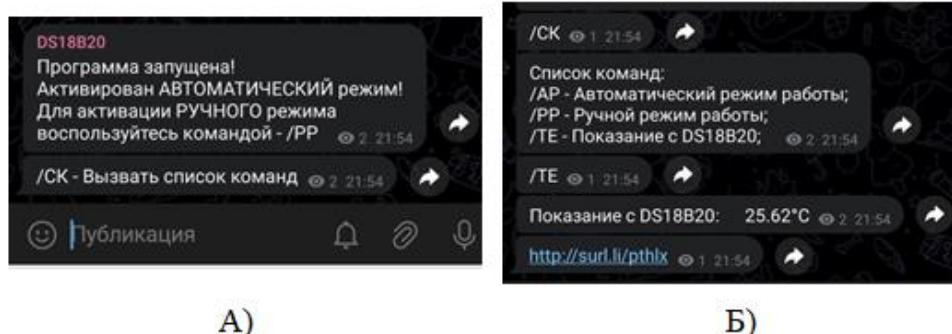 DS18B20
Программа запущена!
Активирован АВТОМАТИЧЕСКИЙ режим!
Для активации РУЧНОГО режима
воспользуйтесь командой - /РР 2 21:54
/СК - Вызвать список команд 2 21:54
Публикация
А)
/СК 1 21:54
Список команд:
/АР - Автоматический режим работы;
/РР - Ручной режим работы;
/ТЕ - Показание с DS18B20; 2 21:54
/ТЕ 1 21:54
Показание с DS18B20: 25.62°C 2 21:54
http://surl.li/pthlx 1 21:54
Б)